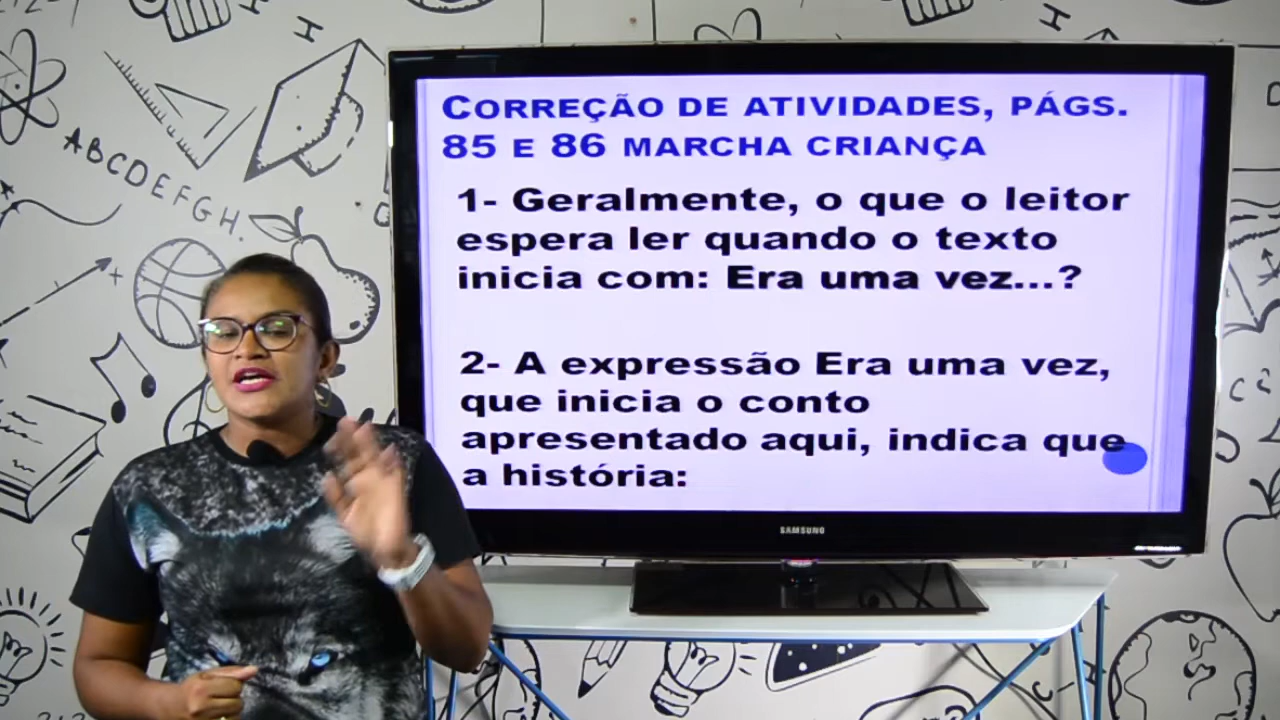 ABCDEFGH.
CORREÇÃO DE ATIVIDADES, PÁGS.
85 E 86 MARCHA CRIANÇA
1- Geralmente, o que o leitor
espera ler quando o texto
inicia com: Era uma vez...?
2- A expressão Era uma vez,
que inicia o conto
apresentado aqui, indica que
a história:
SAMSUNG